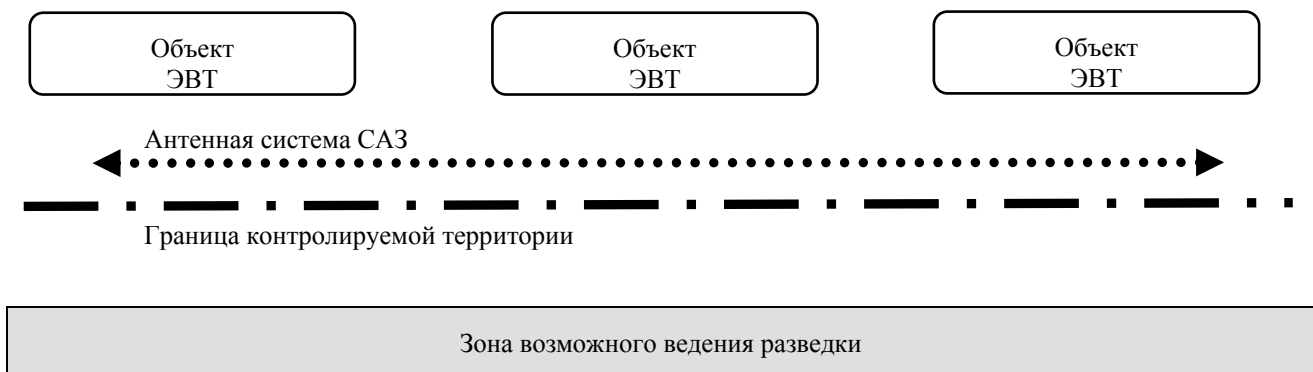 Объект
ЭВТ
Объект
ЭВТ
Объект
ЭВТ
Антенная система САЗ
Граница контролируемой территории
Зона возможного ведения разведки